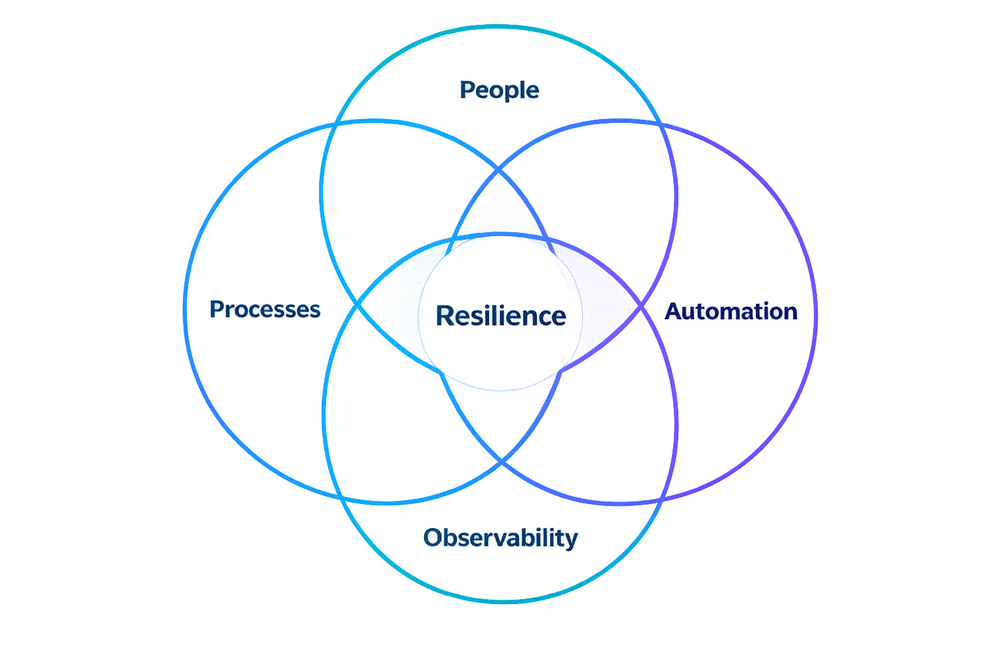 People
Processes
Resilience
Automation
Observability